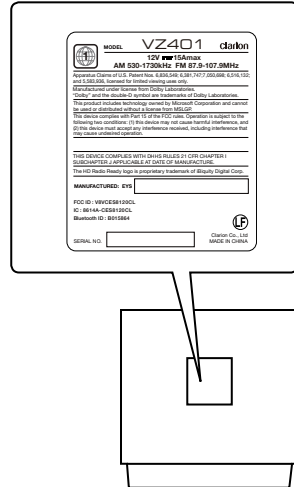 1
MODEL VZ401 clarion
12V 15Amax
AM 530-1730kHz FM 87.9-107.9MHz
Apparatus Claims of U.S. Patent Nos. 6,836,549; 6,381,747;7,050,698; 6,516,132;
and 5,583,936, licensed for limited viewing uses only.
Manufactured under license from Dolby Laboratories.
"Dolby" and the double-D symbol are trademarks of Dolby Laboratories.
This product includes technology owned by Microsoft Corporation and cannot
be used or distributed without a license from MSLGP.
This device complies with Part 15 of the FCC rules. Operation is subject to the
following two conditions: (1) this device may not cause harmful interference, and
(2) this device must accept any interference received, including interference that
may cause undesired operation.
THIS DEVICE COMPLIES WITH DHHS RULES 21 CFR CHAPTER I
SUBCHAPTER J APPLICABLE AT DATE OF MANUFACTURE.
The HD Radio Ready logo is proprietary trademark of iBiquity Digital Corp.
MANUFACTURED: EYS
FCC ID : V8VCES8120CL
IC : 8614A-CES8120CL
Bluetooth ID : B015864
LF
Clarion Co., Ltd
SERIAL NO. MADE IN CHINA